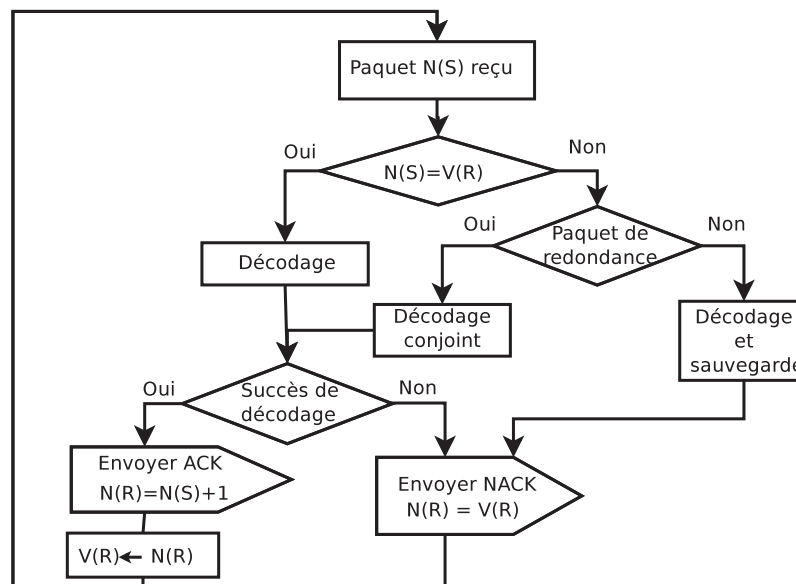 Paquet N(S) reçu
N(S)=V(R)
Oui
Non
Décodage
Paquet de
redondance
Oui
Non
Décodage
conjoint
Décodage
et
sauvegarde
Succès de
décodage
Oui
Non
Envoyer ACK
N(R)=N(S)+1
Envoyer NACK
N(R) = V(R)
V(R)← N(R)